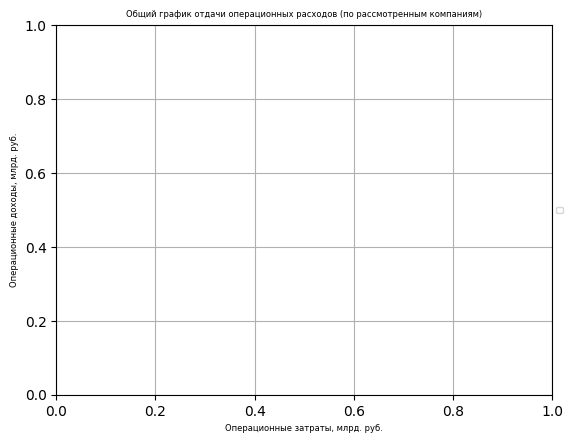 Общий график отдачи операционных расходов (по рассмотренным компаниям)
1.0
0.8
0.6
0.4
0.2
0.0
Операционные доходы, млрд. руб.
0.0 0.2 0.4 0.6 0.8 1.0
Операционные затраты, млрд. руб.